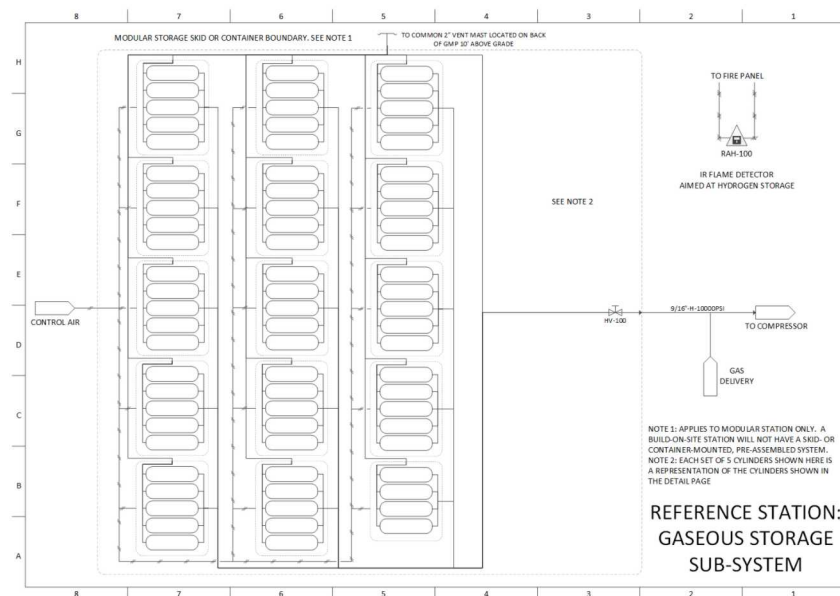 8 7 6 5 4 3 2 1
MODULAR STORAGE SKID OR CONTAINER BOUNDARY. SEE NOTE 1
TO COMMON 2" VENT MAST LOCATED ON BACK
OF GMP 10' ABOVE GRADE
H
TO FIRE PANEL
G
RAH-100
IR FLAME DETECTOR
AIMED AT HYDROGEN STORAGE
F
SEE NOTE 2
E
CONTROL AIR
HV-100
9/16"-H-10000PSI
TO COMPRESSOR
D
GAS
DELIVERY
C
NOTE 1: APPLIES TO MODULAR STATION ONLY. A
BUILD-ON-SITE STATION WILL NOT HAVE A SKID- OR
CONTAINER-MOUNTED, PRE-ASSEMBLED SYSTEM.
NOTE 2: EACH SET OF 5 CYLINDERS SHOWN HERE IS
A REPRESENTATION OF THE CYLINDERS SHOWN IN
THE DETAIL PAGE
B
REFERENCE STATION:
GASEOUS STORAGE
SUB-SYSTEM
A
8 7 6 5 4 3 2 1